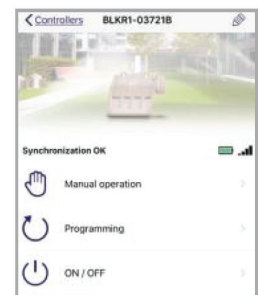 Controllers BLKR1-03721B
Synchronization OK
Manual operation
Programming
ON / OFF